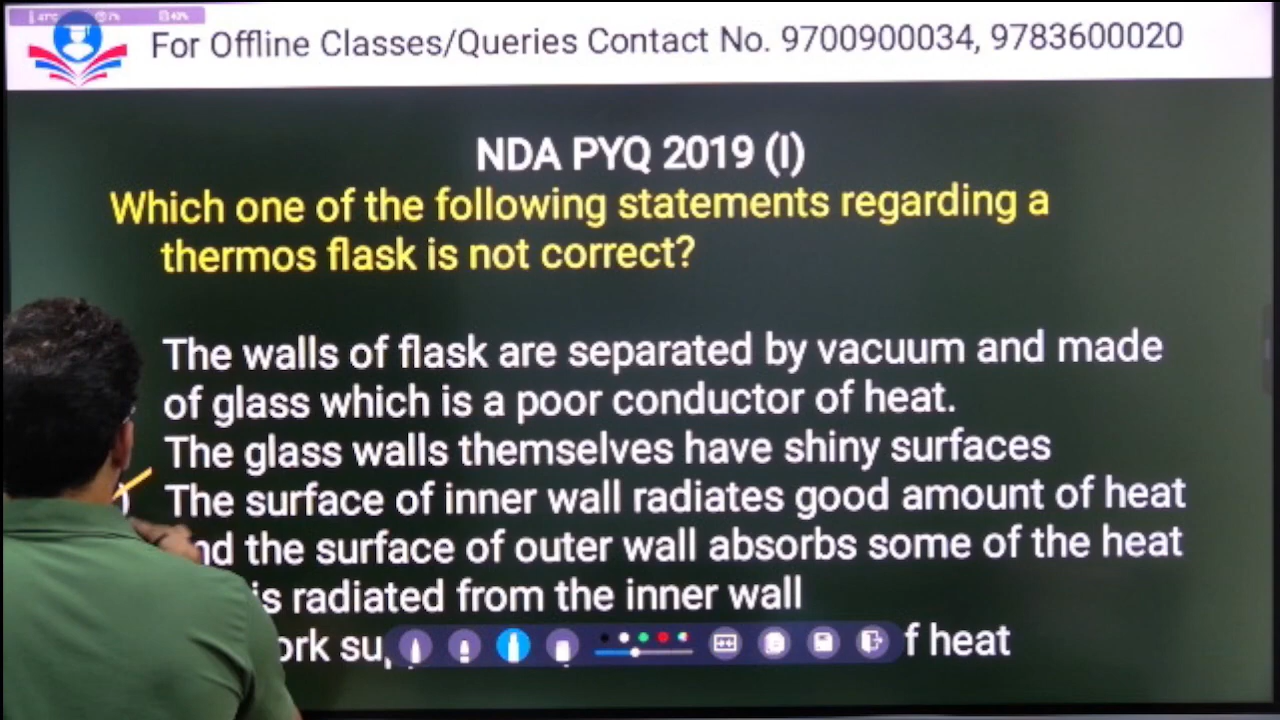 47°C 7% 40%
For Offline Classes/Queries Contact No. 9700900034, 9783600020
NDA PYQ 2019 (I)
Which one of the following statements regarding a
thermos flask is not correct?
The walls of flask are separated by vacuum and made
of glass which is a poor conductor of heat.
The glass walls themselves have shiny surfaces
) The surface of inner wall radiates good amount of heat
nd the surface of outer wall absorbs some of the heat
is radiated from the inner wall
ork su f heat